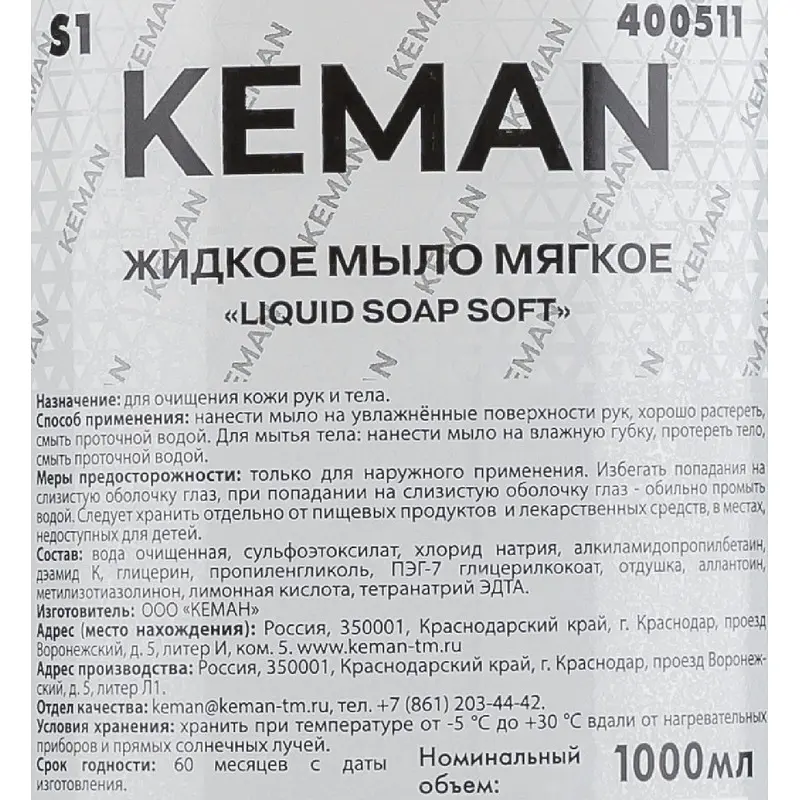 S1
400511
KEMAN
ЖИДКОЕ МЫЛО МЯГКОЕ
«LIQUID SOAP SOFT»
Назначение: для очищения кожи рук и тела.
Способ применения: нанести мыло на увлажнённые поверхности рук, хорошо растереть,
смыть проточной водой. Для мытья тела: нанести мыло на влажную губку, протереть тело,
смыть проточной водой.
Меры предосторожности: только для наружного применения. Избегать попадания на
слизистую оболочку глаз, при попадании на слизистую оболочку глаз - обильно промыть
водой. Следует хранить отдельно от пищевых продуктов и лекарственных средств, в местах,
недоступных для детей.
Состав: вода очищенная, сульфоэтоксилат, хлорид натрия, алкиламидопропилбетаин,
дэамид К, глицерин, пропиленгликоль, ПЭГ-7 глицерилкокоат, отдушка, аллантоин,
метилизотиазолинон, лимонная кислота, тетранатрий ЭДТА.
Изготовитель: ООО «КЕМАН»
Адрес (место нахождения): Россия, 350001, Краснодарский край, г. Краснодар, проезд
Воронежский, д. 5, литер И, ком. 5. www.keman-tm.ru
Адрес производства: Россия, 350001, Краснодарский край, г. Краснодар, проезд Воронеж-
ский, д. 5, литер Л1.
Отдел качества: keman@keman-tm.ru, тел. +7 (861) 203-44-42.
Условия хранения: хранить при температуре от -5 °С до +30 °С вдали от нагревательных
приборов и прямых солнечных лучей.
Срок годности: 60 месяцев с даты
изготовления.
Номинальный
объем:
1000мл